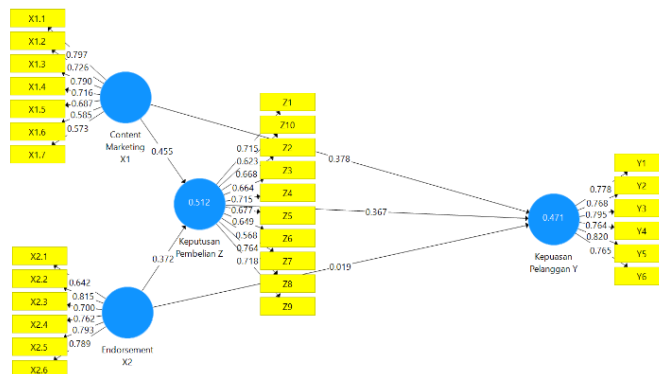 X1.1
X1.2
X1.3
X1.4
X1.5
X1.6
X1.7
0.797
0.726
0.790
0.716
0.687
0.585
0.573
Content
Marketing
X1
0.455
0.512
Keputusan
Pembelian Z
0.372
X2.1
X2.2
X2.3
X2.4
X2.5
X2.6
0.642
0.815
0.700
0.762
0.793
0.789
Endorsement
X2
Z1
Z10
Z2
Z3
Z4
Z5
Z6
Z7
Z8
Z9
0.715
0.623
0.668
0.664
0.715
0.677
0.649
0.568
0.764
0.718
0.378
0.367
-0.019
0.471
Kepuasan
Pelanggan Y
Y1
Y2
Y3
Y4
Y5
Y6
0.778
0.768
0.795
0.764
0.820
0.765